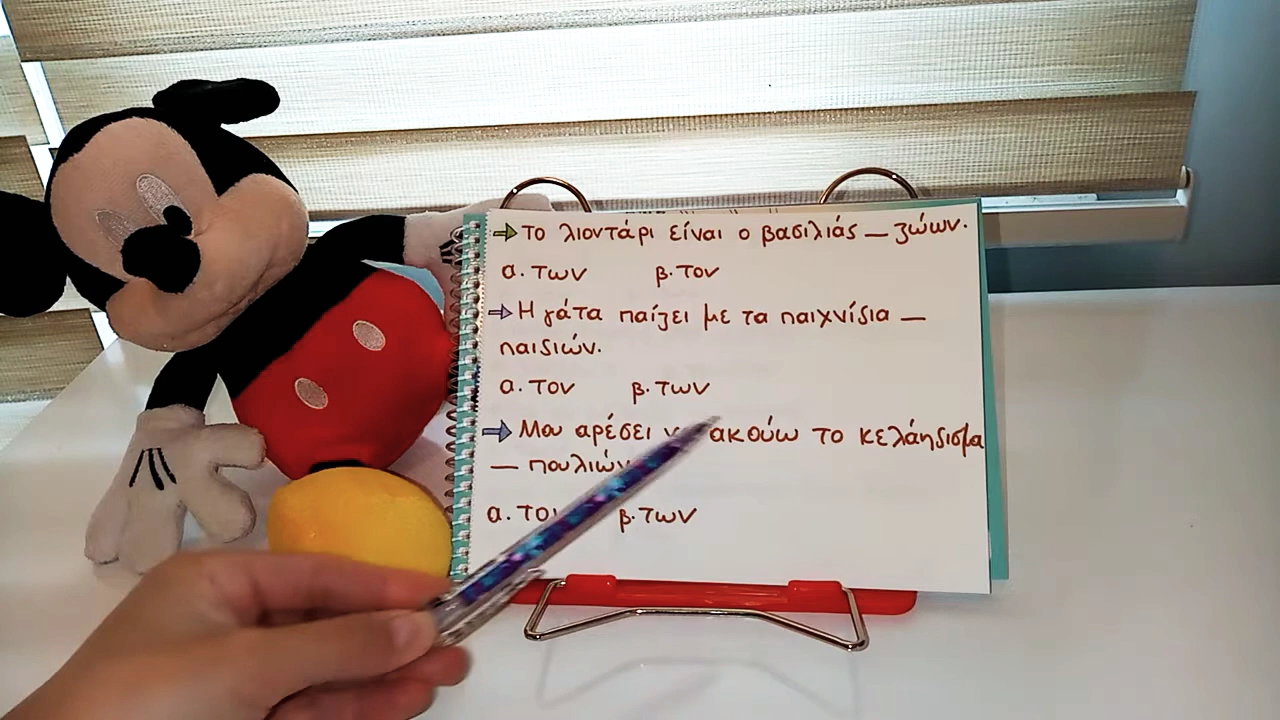 Το λιοντάρι είναι ο βασιλιάς _ ζώων.
α. των β. τον
Η γάτα παίζει με τα παιχνίδια _
παιδιών.
α. τον β. των
Μου αρέσει ακούω το κελάηδισμα
_ πουλιών
α. β. των